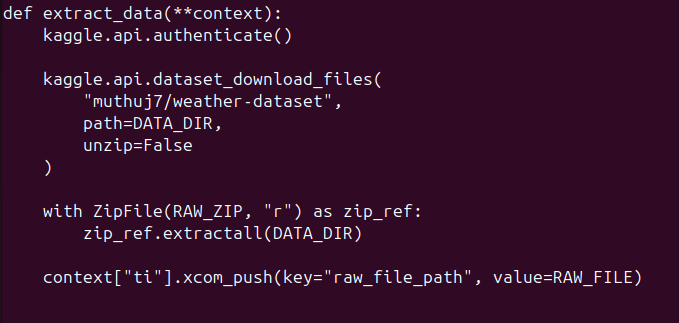 def extract_data(**context):
    kaggle.api.authenticate()

    kaggle.api.dataset_download_files(
        "muthuj7/weather-dataset",
        path=DATA_DIR,
        unzip=False
    )

    with ZipFile(RAW_ZIP, "r") as zip_ref:
        zip_ref.extractall(DATA_DIR)

    context["ti"].xcom_push(key="raw_file_path", value=RAW_FILE)